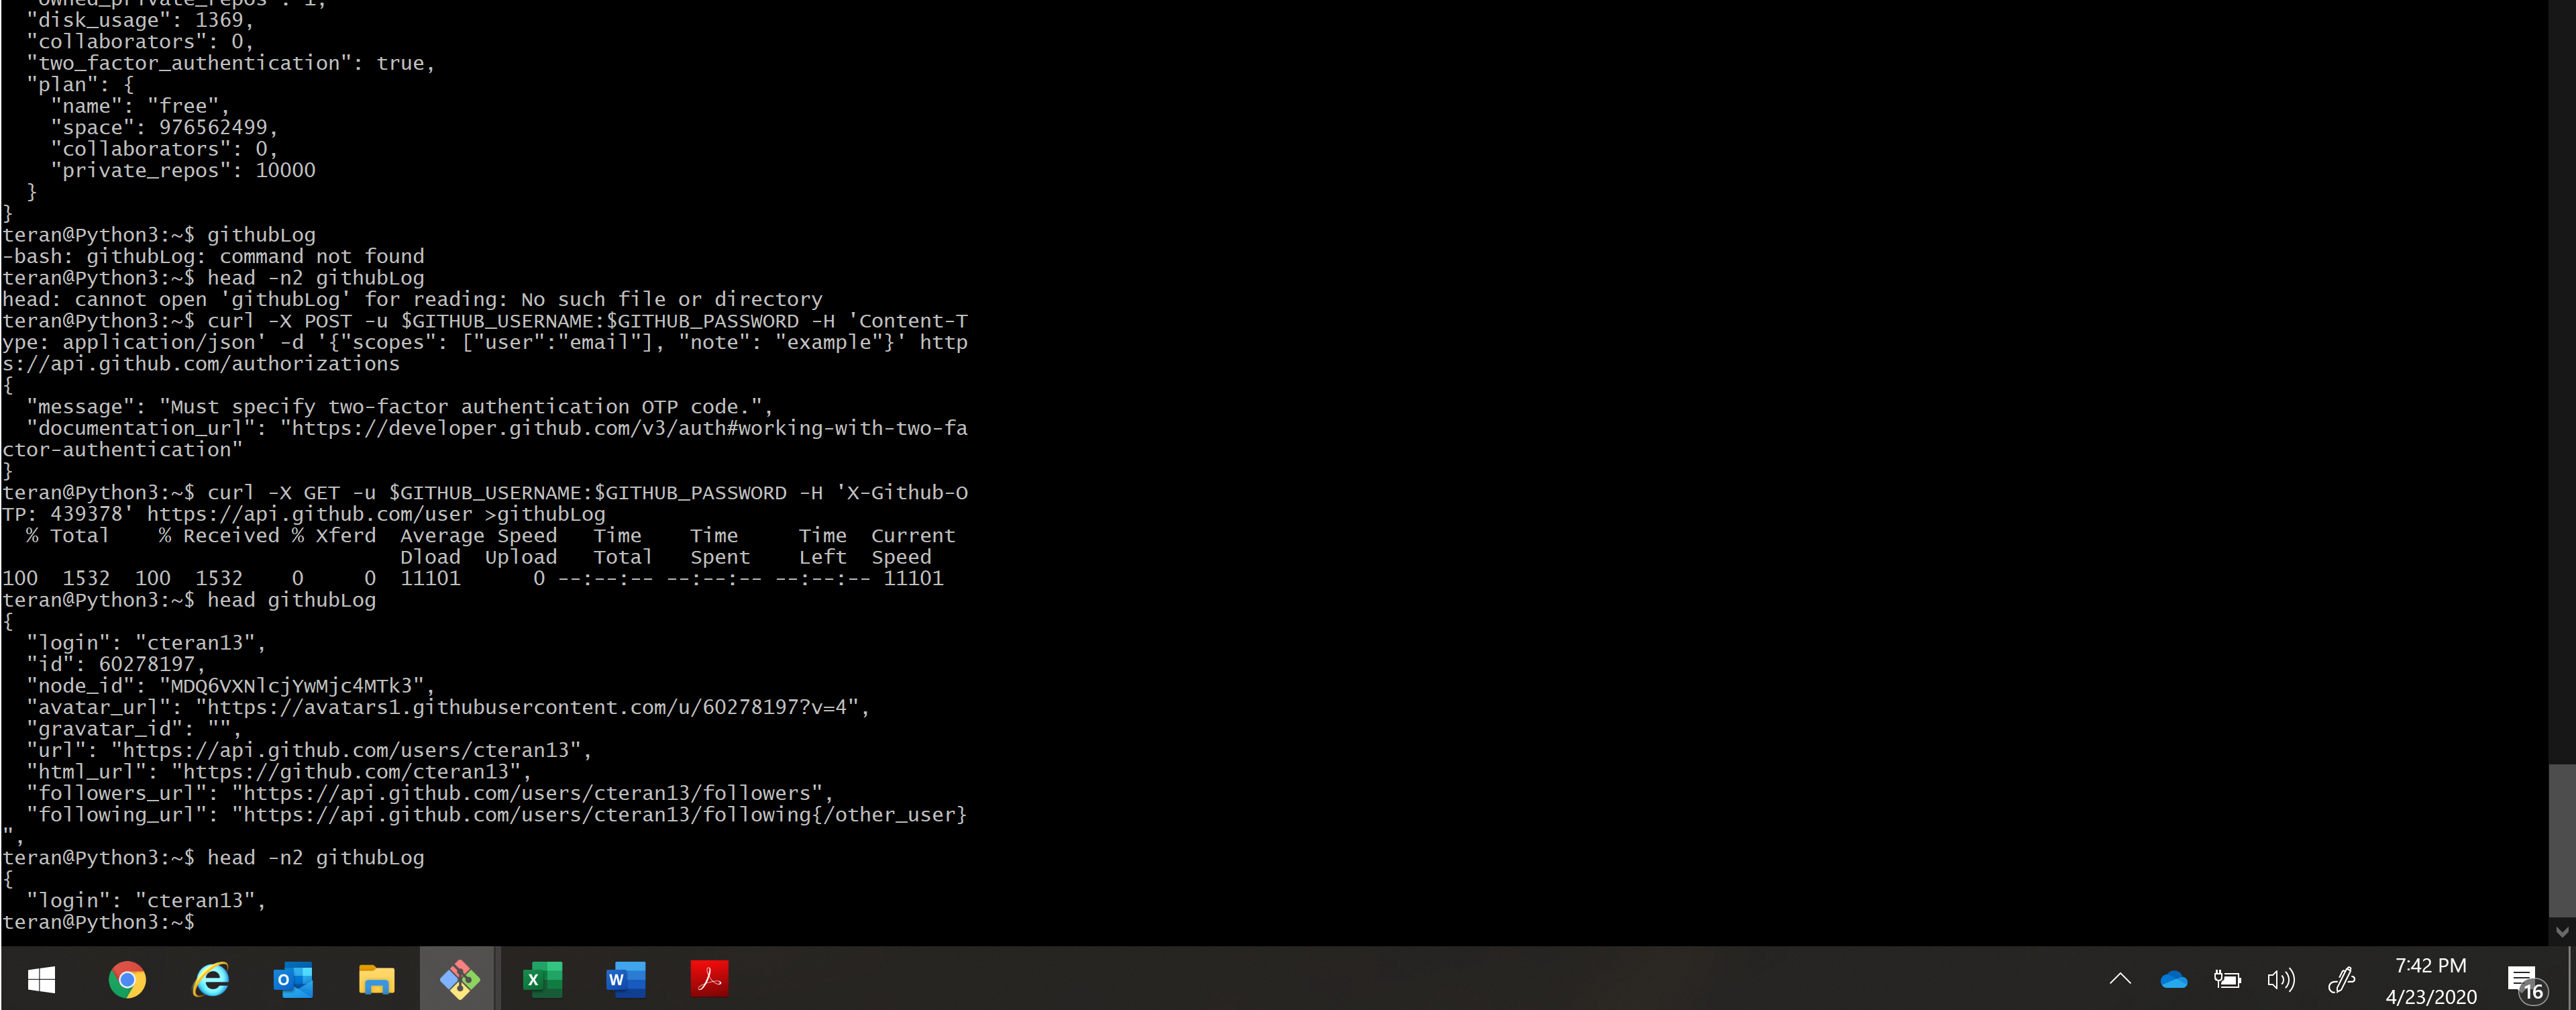 "owned_private_repos": 1,
  "disk_usage": 1369,
  "collaborators": 0,
  "two_factor_authentication": true,
  "plan": {
    "name": "free",
    "space": 976562499,
    "collaborators": 0,
    "private_repos": 10000
  }
}
teran@Python3:~$ githubLog
-bash: githubLog: command not found
teran@Python3:~$ head -n2 githubLog
head: cannot open 'githubLog' for reading: No such file or directory
teran@Python3:~$ curl -X POST -u $GITHUB_USERNAME:$GITHUB_PASSWORD -H 'Content-T
ype: application/json' -d '{"scopes": ["user":"email"], "note": "example"}' http
s://api.github.com/authorizations
{
  "message": "Must specify two-factor authentication OTP code.",
  "documentation_url": "https://developer.github.com/v3/auth#working-with-two-fa
ctor-authentication"
}
teran@Python3:~$ curl -X GET -u $GITHUB_USERNAME:$GITHUB_PASSWORD -H 'X-Github-O
TP: 439378' https://api.github.com/user >githubLog
  % Total    % Received % Xferd  Average Speed   Time    Time     Time  Current
                                 Dload  Upload   Total   Spent    Left  Speed
100  1532  100  1532    0     0  11101      0 --:--:-- --:--:-- --:--:-- 11101
teran@Python3:~$ head githubLog
{
  "login": "cteran13",
  "id": 60278197,
  "node_id": "MDQ6VXNlcjYwMjc4MTk3",
  "avatar_url": "https://avatars1.githubusercontent.com/u/60278197?v=4",
  "gravatar_id": "",
  "url": "https://api.github.com/users/cteran13",
  "html_url": "https://github.com/cteran13",
  "followers_url": "https://api.github.com/users/cteran13/followers",
  "following_url": "https://api.github.com/users/cteran13/following{/other_user}
",
teran@Python3:~$ head -n2 githubLog
{
  "login": "cteran13",
teran@Python3:~$
7:42 PM
4/23/2020
16